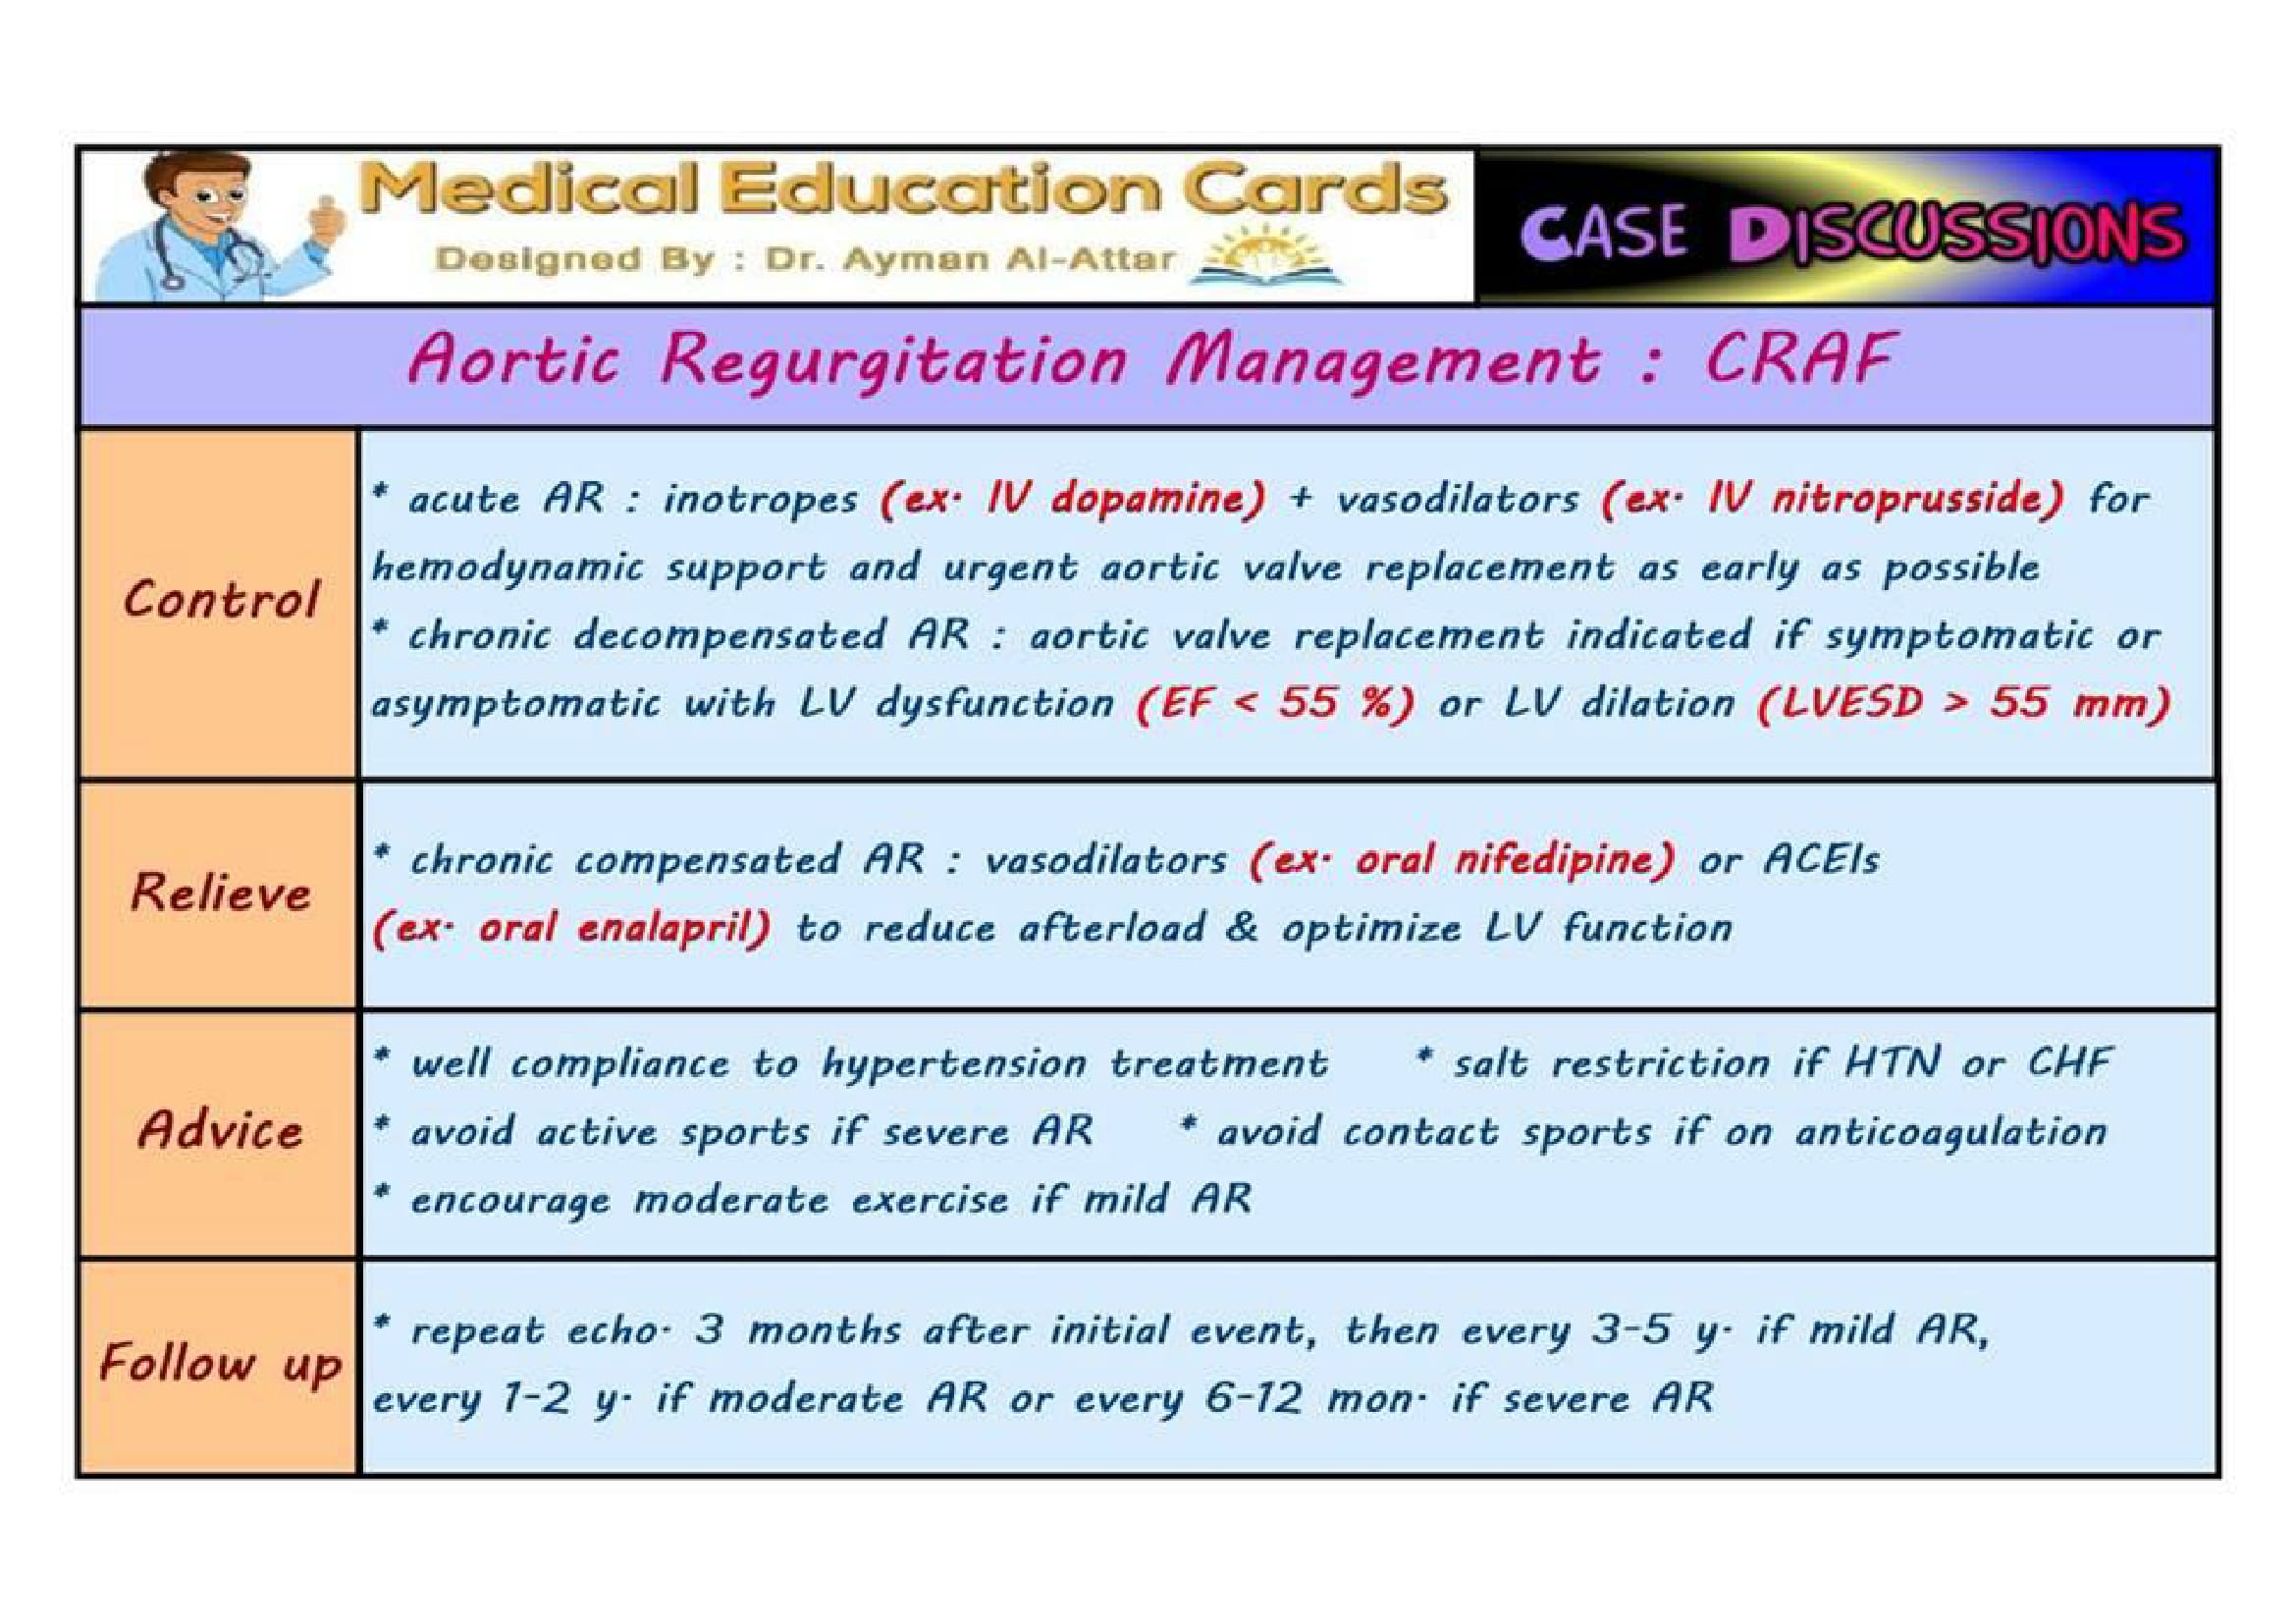 Medical Education Cards
Designed By : Dr. Ayman Al-Attar
CASE DISCUSSIONS
Aortic Regurgitation Management : CRAF
Control
* acute AR : inotropes (ex· IV dopamine) + vasodilators (ex· IV nitroprusside) for
hemodynamic support and urgent aortic valve replacement as early as possible
* chronic decompensated AR : aortic valve replacement indicated if symptomatic or
asymptomatic with LV dysfunction (EF < 55 %) or LV dilation (LVESD > 55 mm)
Relieve
* chronic compensated AR : vasodilators (ex· oral nifedipine) or ACEIs
(ex· oral enalapril) to reduce afterload & optimize LV function
Advice
* well compliance to hypertension treatment * salt restriction if HTN or CHF
* avoid active sports if severe AR * avoid contact sports if on anticoagulation
* encourage moderate exercise if mild AR
Follow up
* repeat echo· 3 months after initial event, then every 3-5 y· if mild AR,
every 1-2 y· if moderate AR or every 6-12 mon· if severe AR